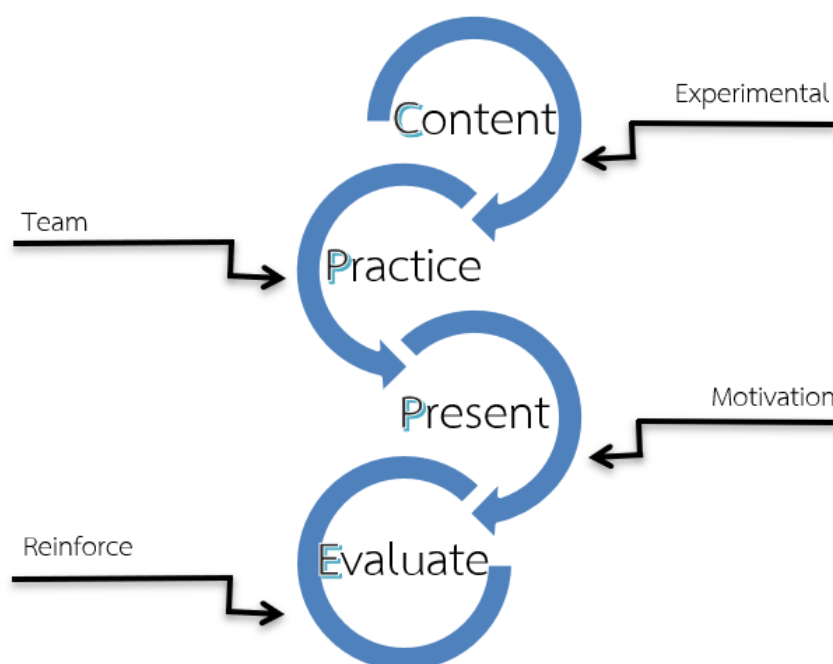 Content
Experimental
Team
Practice
Present
Motivation
Reinforce
Evaluate